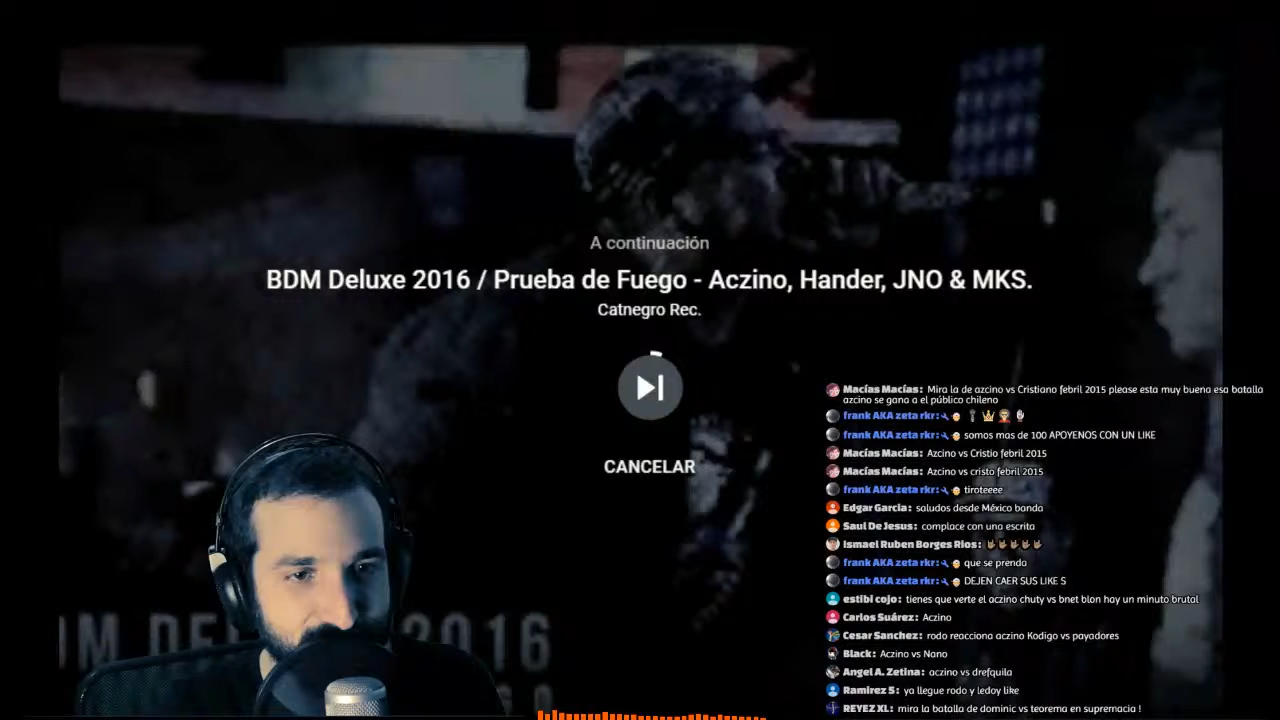 A continuación
BDM Deluxe 2016 / Prueba de Fuego - Aczino, Hander, JNO & MKS.
Catnegro Rec.
CANCELAR
Macías Macías: Mira la de azcino vs Cristiano febril 2015 please esta muy buena esa batalla
azcino se gana a el público chileno
frank AKA zeta rkr:
frank AKA zeta rkr: somos mas de 100 APOYENOS CON UN LIKE
Macías Macías: Azcino vs Cristio febril 2015
Macías Macías: Azcino vs cristo febril 2015
frank AKA zeta rkr: tiroteeee
Edgar Garcia: saludos desde México banda
Saul De Jesus: complace con una escrita
Ismael Ruben Borges Rios: 🤘🏽🤘🏽🤘🏽🤘🏽🤘🏽
frank AKA zeta rkr: que se prenda
frank AKA zeta rkr: DEJEN CAER SUS LIKE S
estibi cojo: tienes que verte el aczino chuty vs bnet blon hay un minuto brutal
Carlos Suárez: Aczino
Cesar Sanchez: rodo reacciona aczino Kodigo vs payadores
Black: Aczino vs Nano
Angel A. Zetina: aczino vs drefquila
Ramirez S: ya llegue rodo y ledoy like
REYEZ XL: mira la batalla de dominic vs teorema en supremacia !
2016